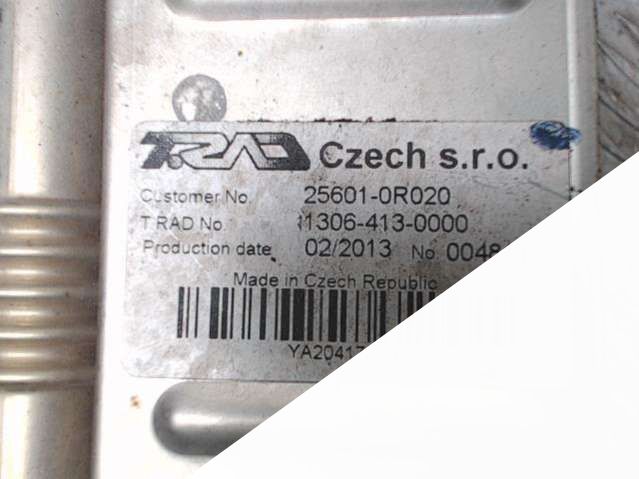 T.RAD Czech s.r.o.
Customer No. 25601-0R020
T RAD No. 11306-413-0000
Production date 02/2013 No. 0048
Made in Czech Republic
YA20417